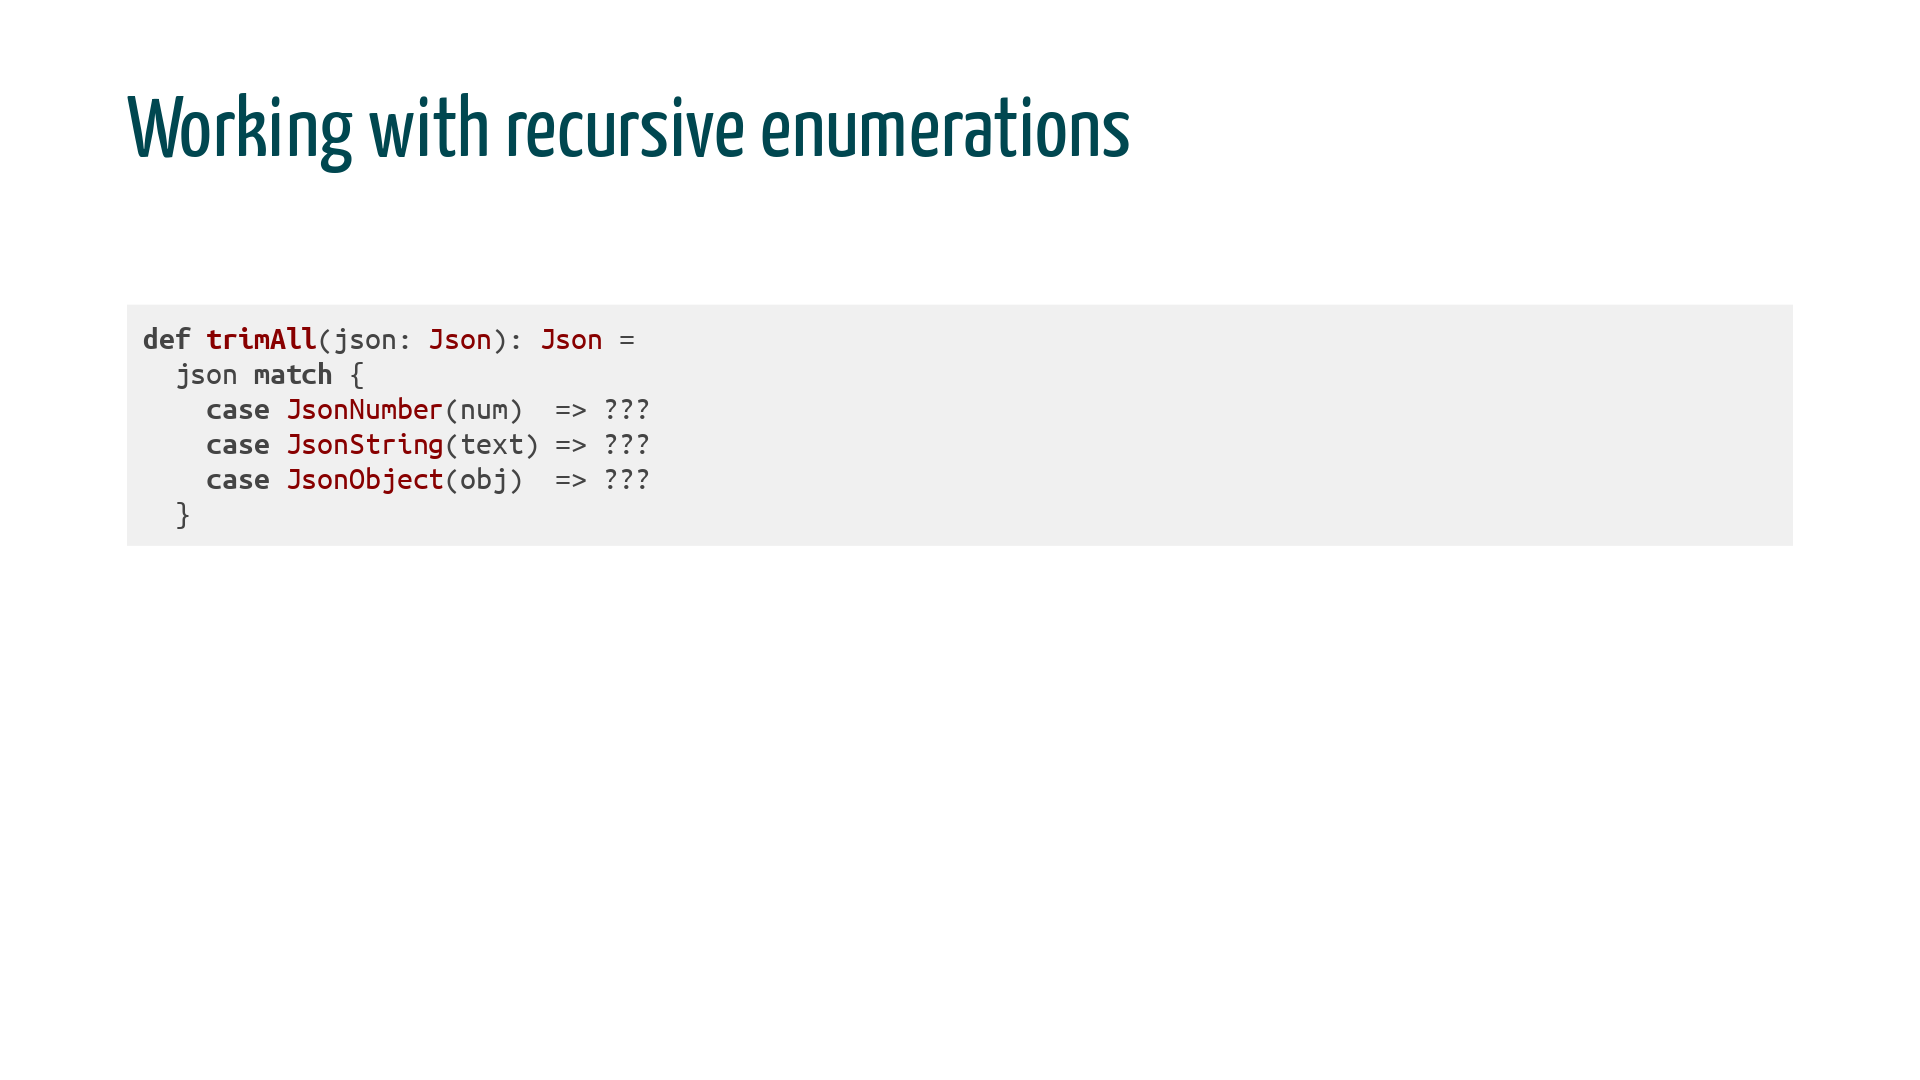 Working with recursive enumerations
def trimAll(json: Json): Json =
  json match {
    case JsonNumber(num)  => ???
    case JsonString(text) => ???
    case JsonObject(obj)  => ???
  }